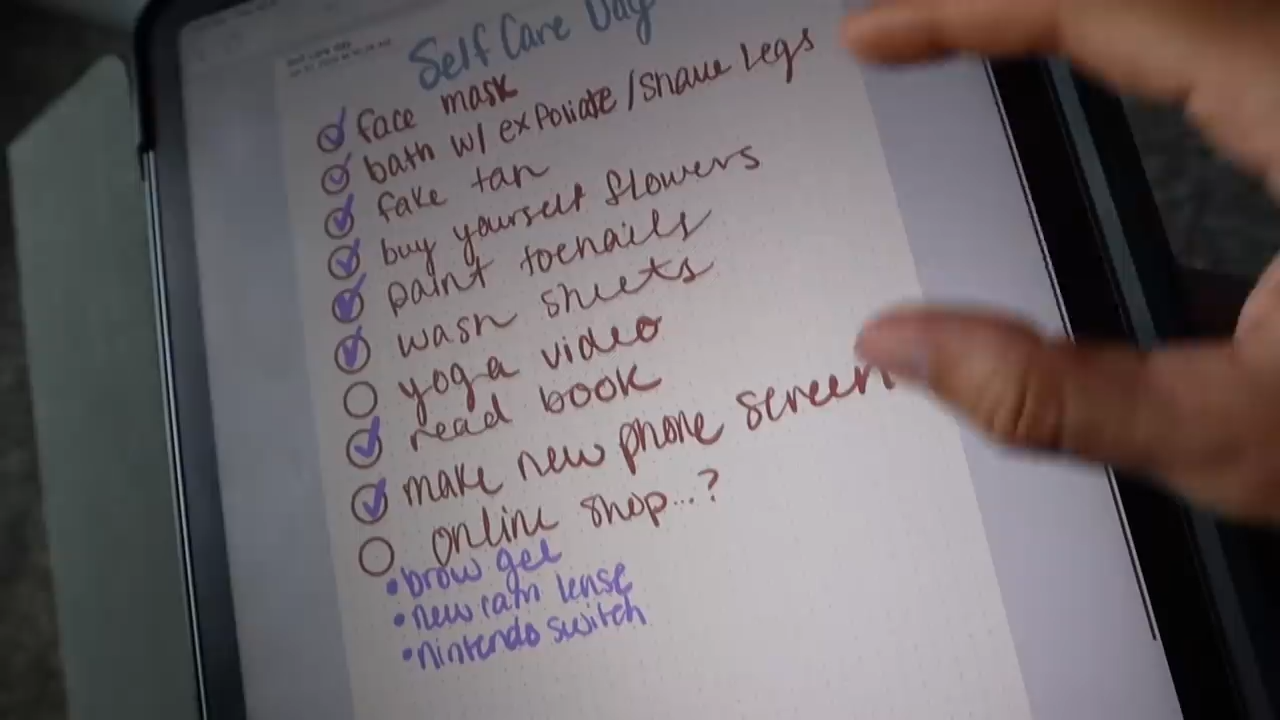 Self Care Day
face mask
bath w/ expoliate / shave legs
fake tan
buy yourself flowers
paint toenails
wash sheets
yoga video
read book
make new phone screen
online shop...?
• brow gel
• new cam lense
• nintendo switch